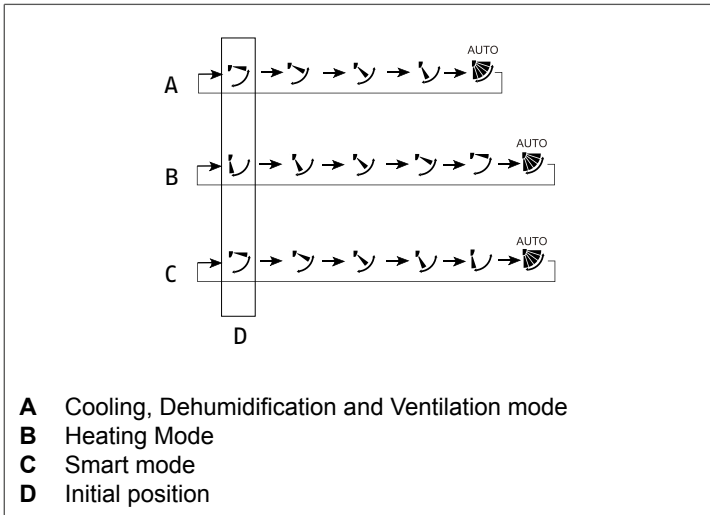 AUTO
A
AUTO
B
AUTO
C
D
A Cooling, Dehumidification and Ventilation mode
B Heating Mode
C Smart mode
D Initial position